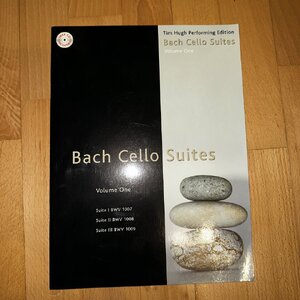 Tim Hugh Performing Edition
Bach Cello Suites
Volume One
Bach Cello Suites
Volume One
Suite I BWV 1007
Suite II BWV 1008
Suite III BWV 1009